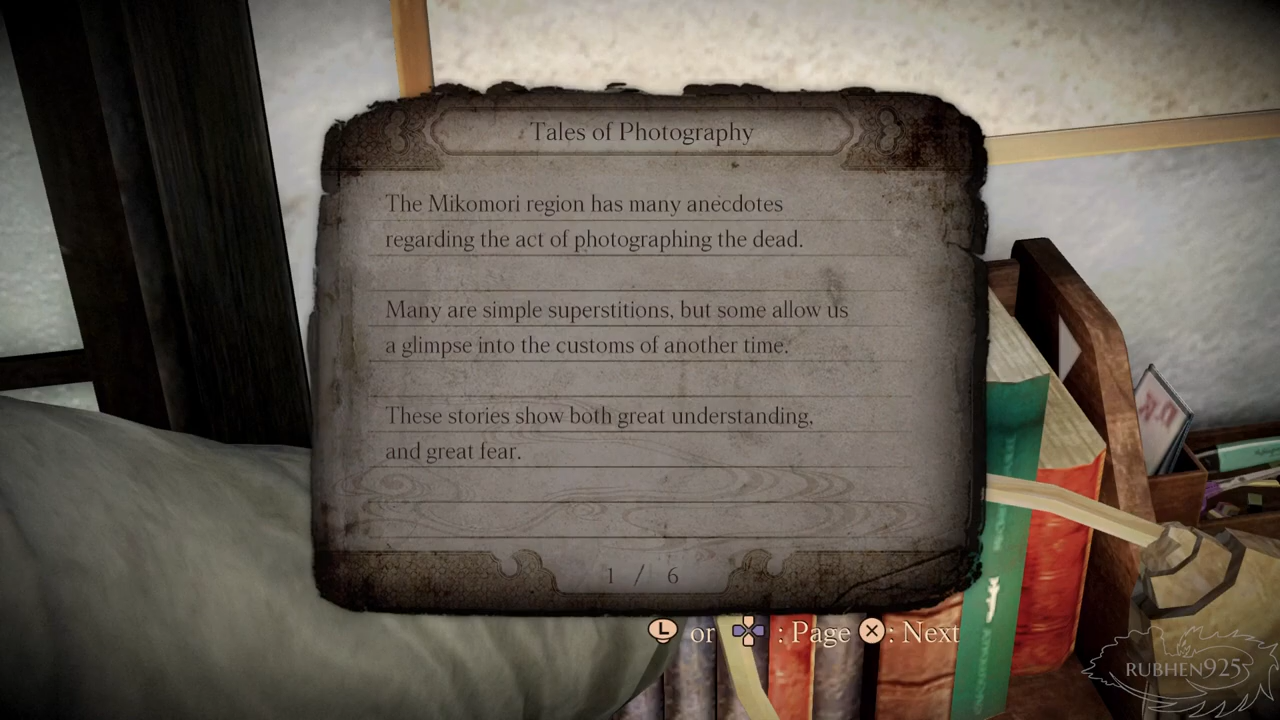 Tales of Photography
The Mikomori region has many anecdotes
regarding the act of photographing the dead.
Many are simple superstitions, but some allow us
a glimpse into the customs of another time.
These stories show both great understanding,
and great fear.
1 / 6
L or : Page X : Next
RUBHEN925